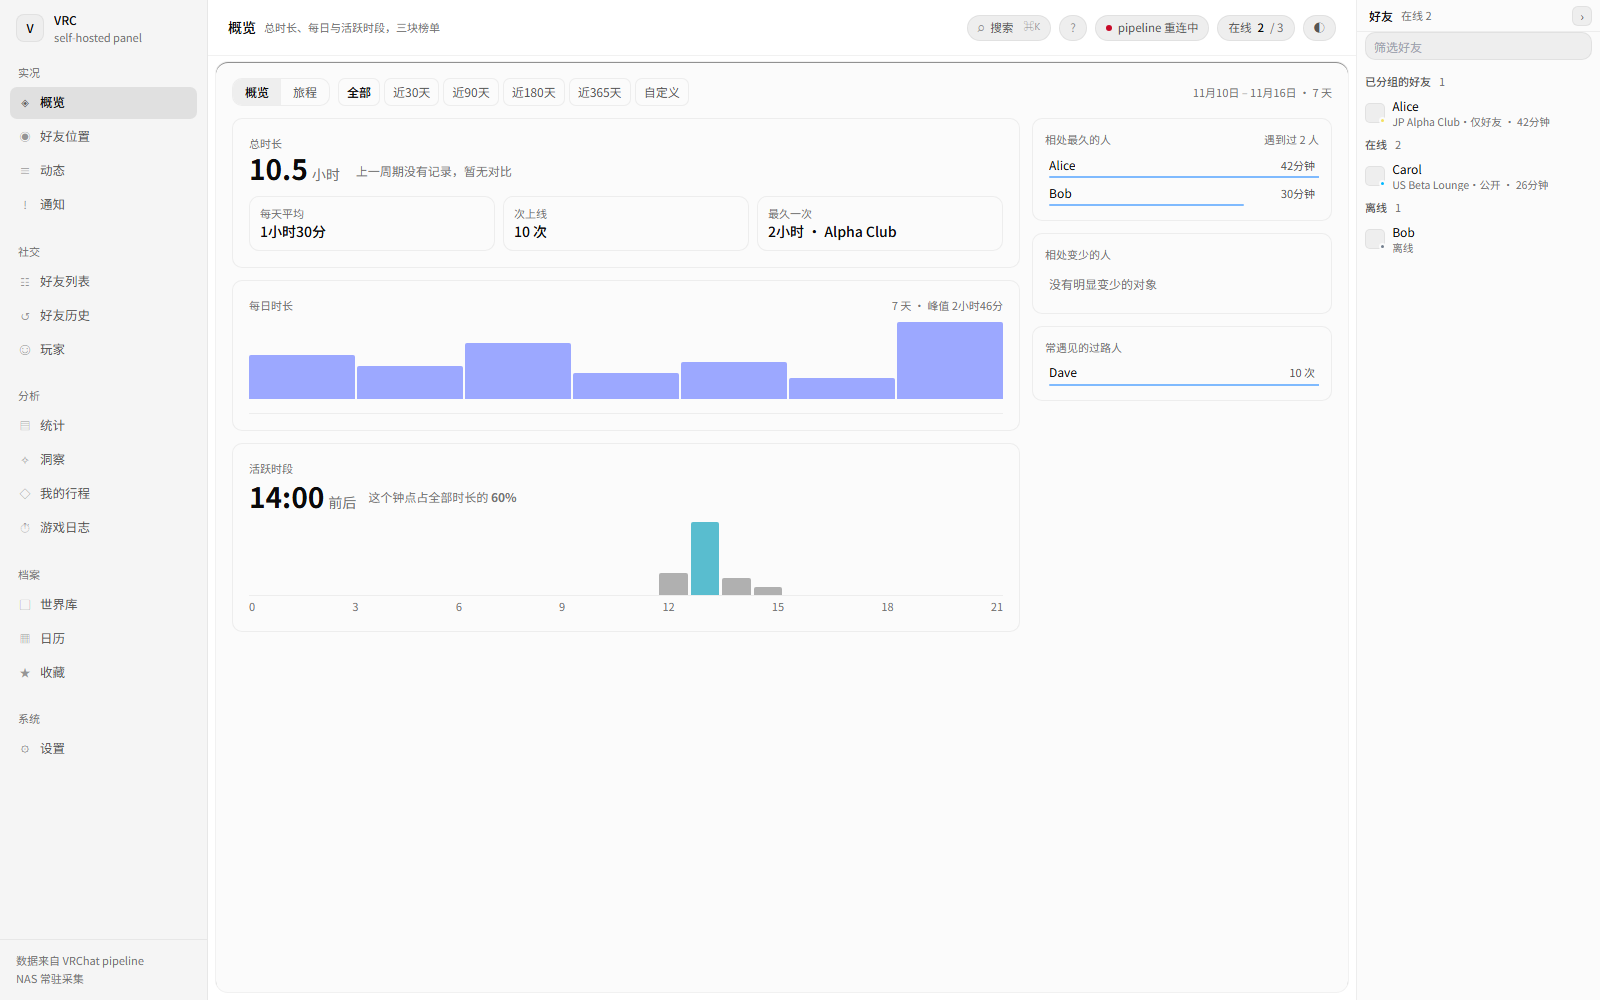 V
VRC
self-hosted panel
实况
概览
好友位置
动态
通知
社交
好友列表
好友历史
玩家
分析
统计
洞察
我的行程
游戏日志
档案
世界库
日历
收藏
系统
设置
数据来自 VRChat pipeline
NAS 常驻采集
概览 总时长、每日与活跃时段，三块榜单
搜索 ⌘K
?
pipeline 重连中
在线 2 / 3
概览 旅程 全部 近30天 近90天 近180天 近365天 自定义
11月10日 – 11月16日 · 7 天
总时长
10.5 小时 上一周期没有记录，暂无对比
每天平均
1小时30分
次上线
10 次
最久一次
2小时 · Alpha Club
每日时长
7 天 · 峰值 2小时46分
活跃时段
14:00 前后 这个钟点占全部时长的 60%
0 3 6 9 12 15 18 21
相处最久的人
遇到过 2 人
Alice 42分钟
Bob 30分钟
相处变少的人
没有明显变少的对象
常遇见的过路人
Dave 10 次
好友 在线 2
›
筛选好友
已分组的好友 1
Alice
JP Alpha Club · 仅好友 · 42分钟
在线 2
Carol
US Beta Lounge · 公开 · 26分钟
离线 1
Bob
离线